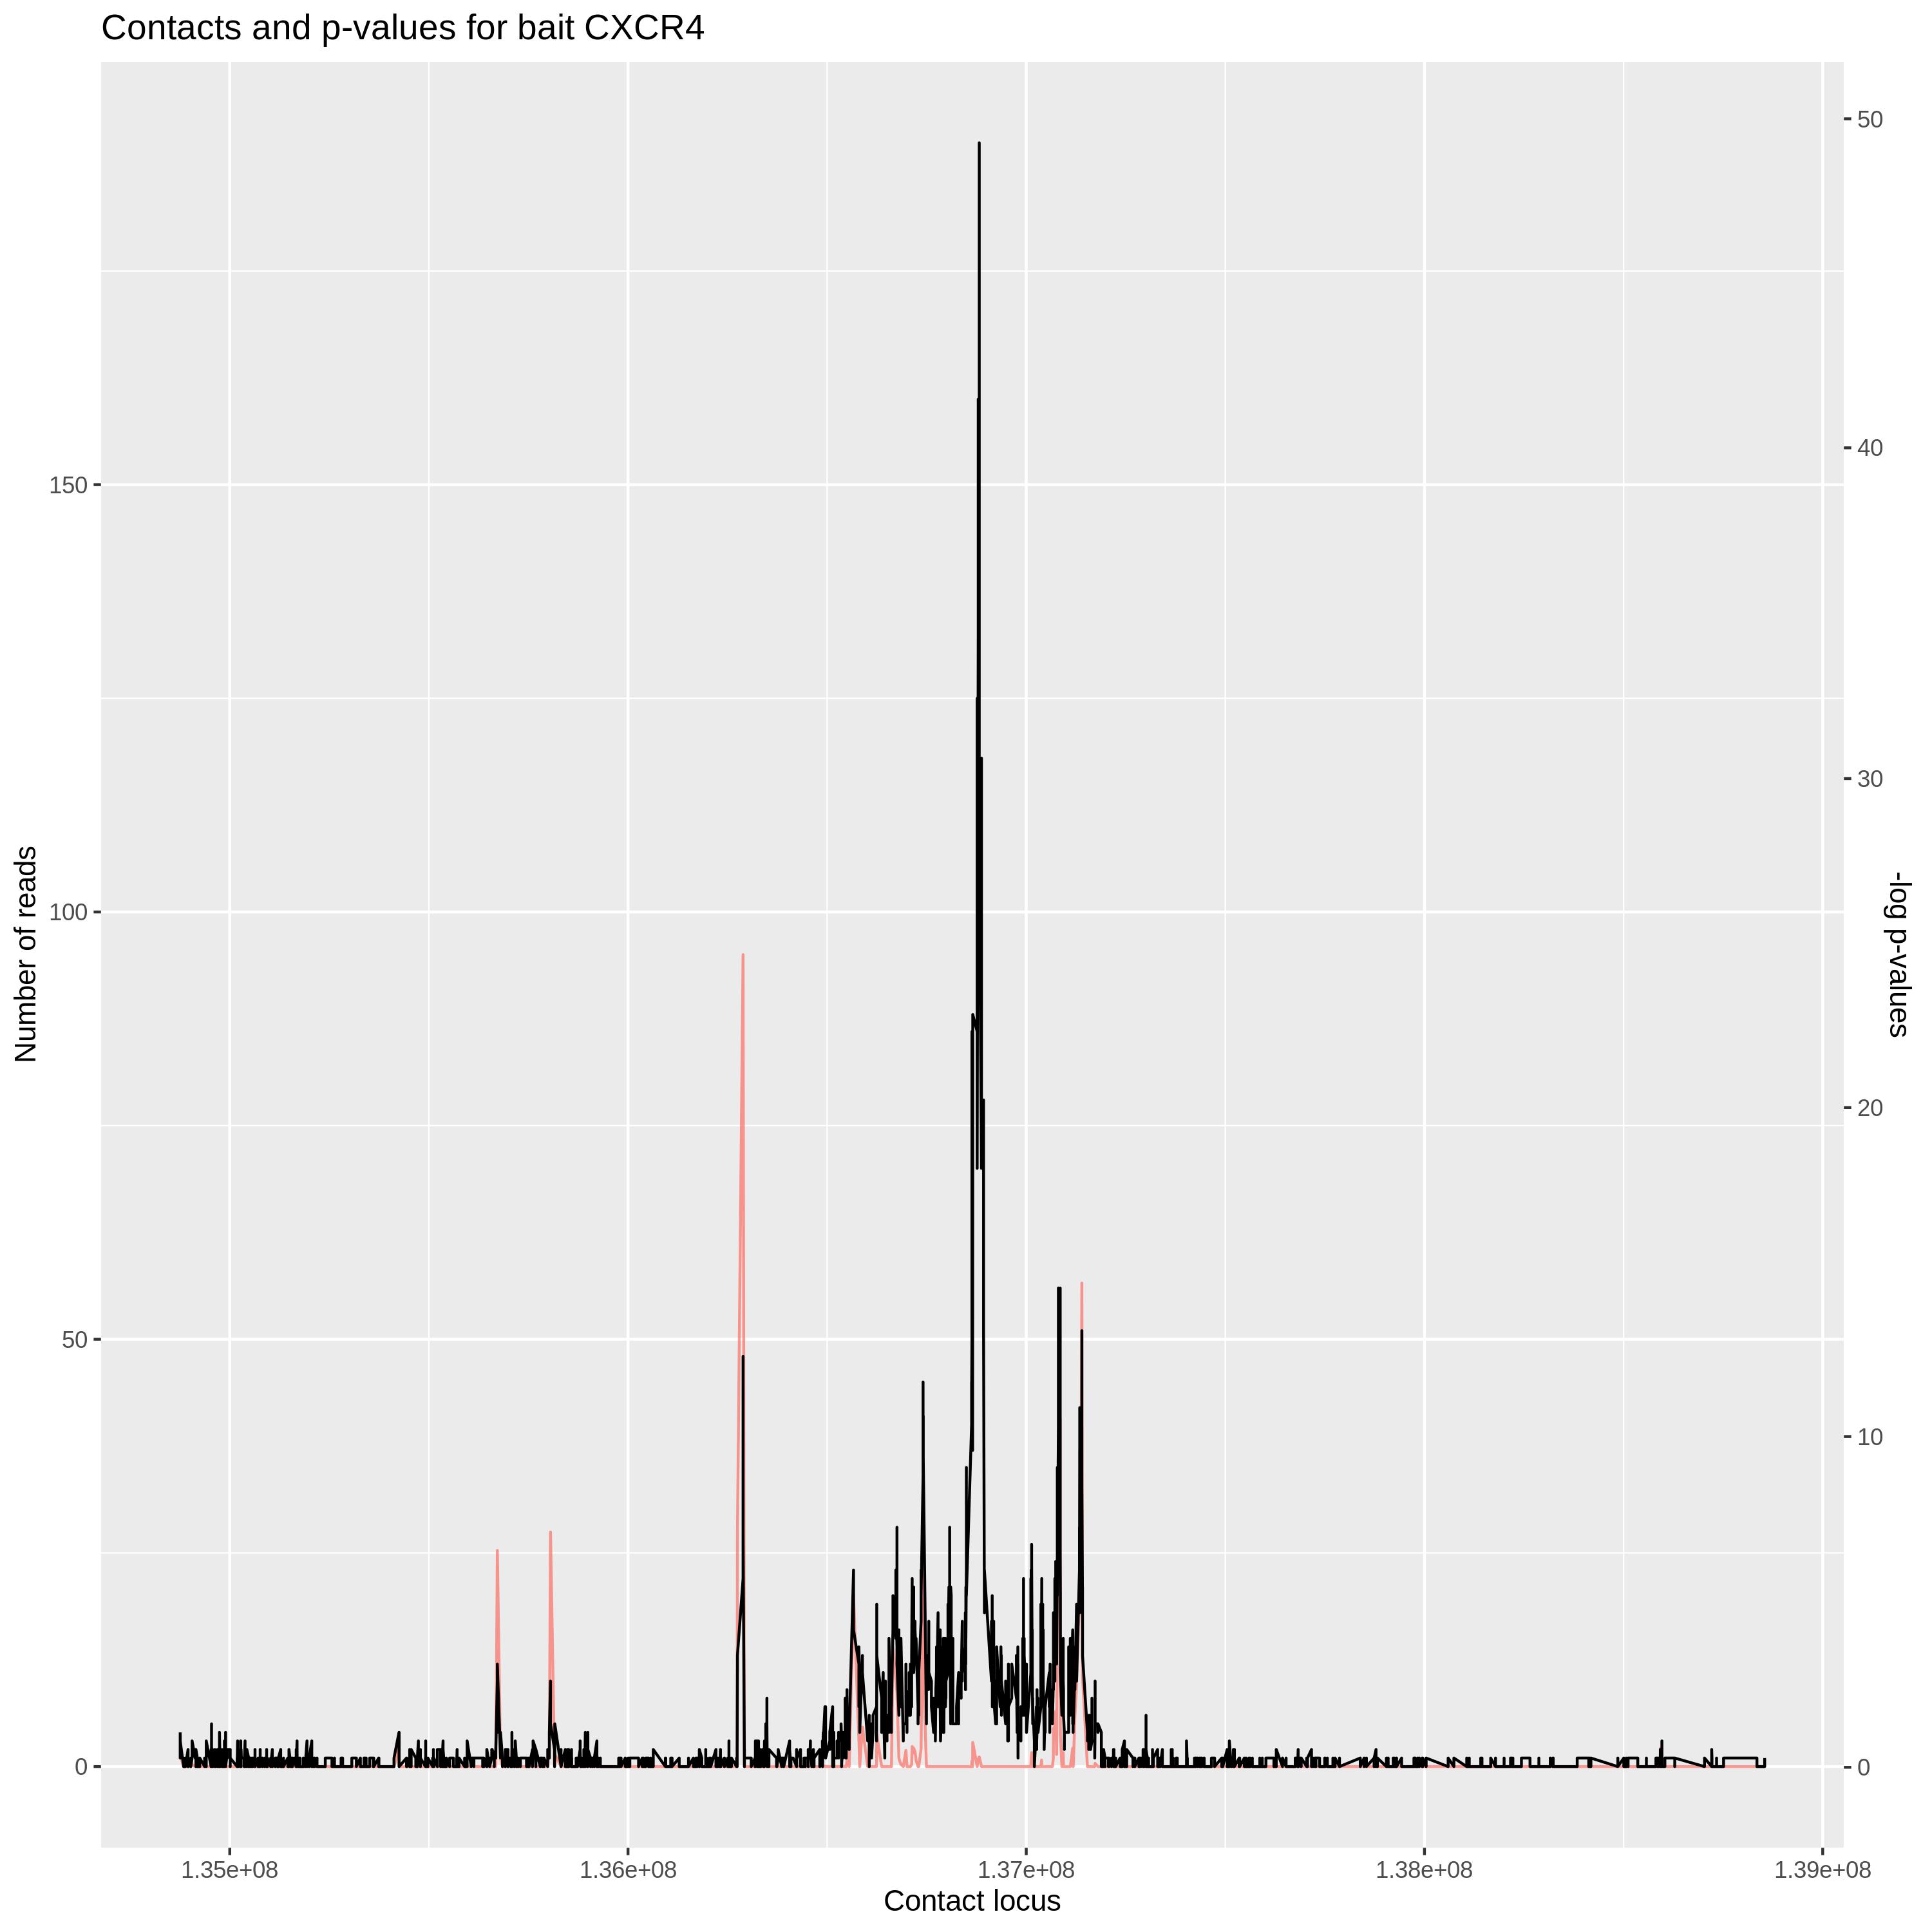 Contacts and p-values for bait CXCR4
50
40
150
30
100
20
50
10
0
0
Number of reads
-log p-values
1.35e+08
1.36e+08
1.37e+08
1.38e+08
1.39e+08
Contact locus